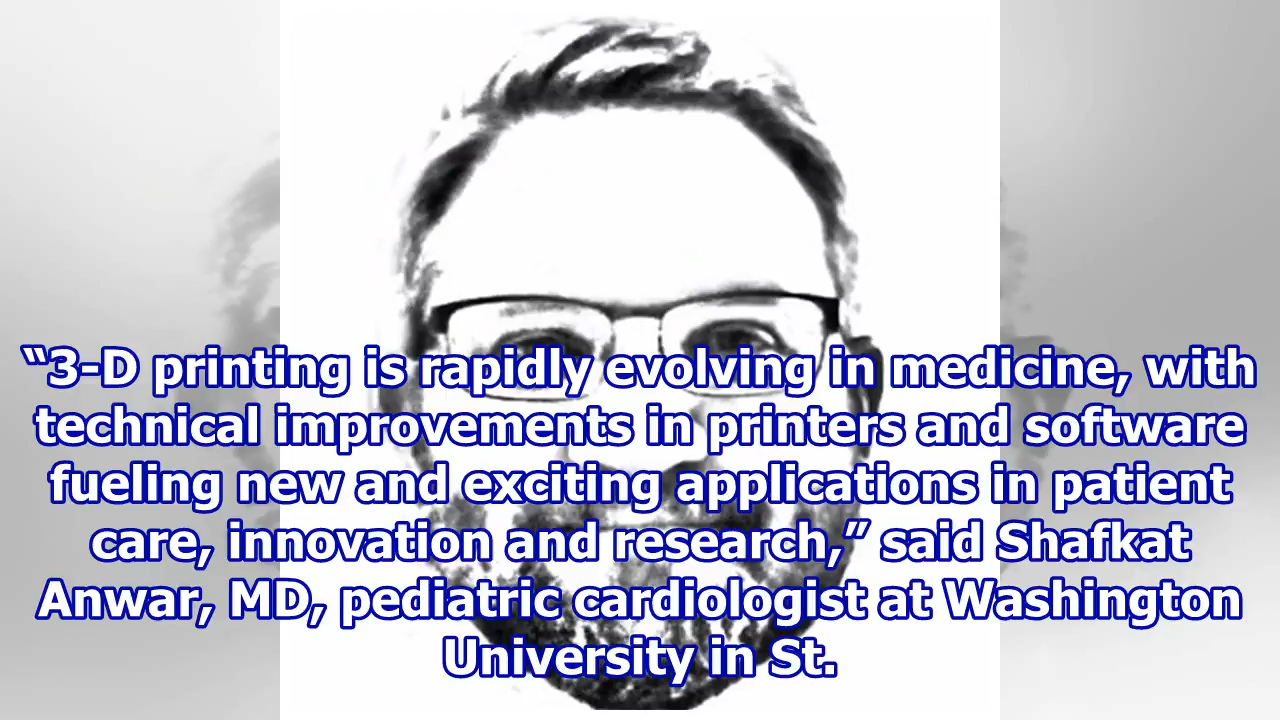 “3-D printing is rapidly evolving in medicine, with
technical improvements in printers and software
fueling new and exciting applications in patient
care, innovation and research,” said Shafkat
Anwar, MD, pediatric cardiologist at Washington
University in St.